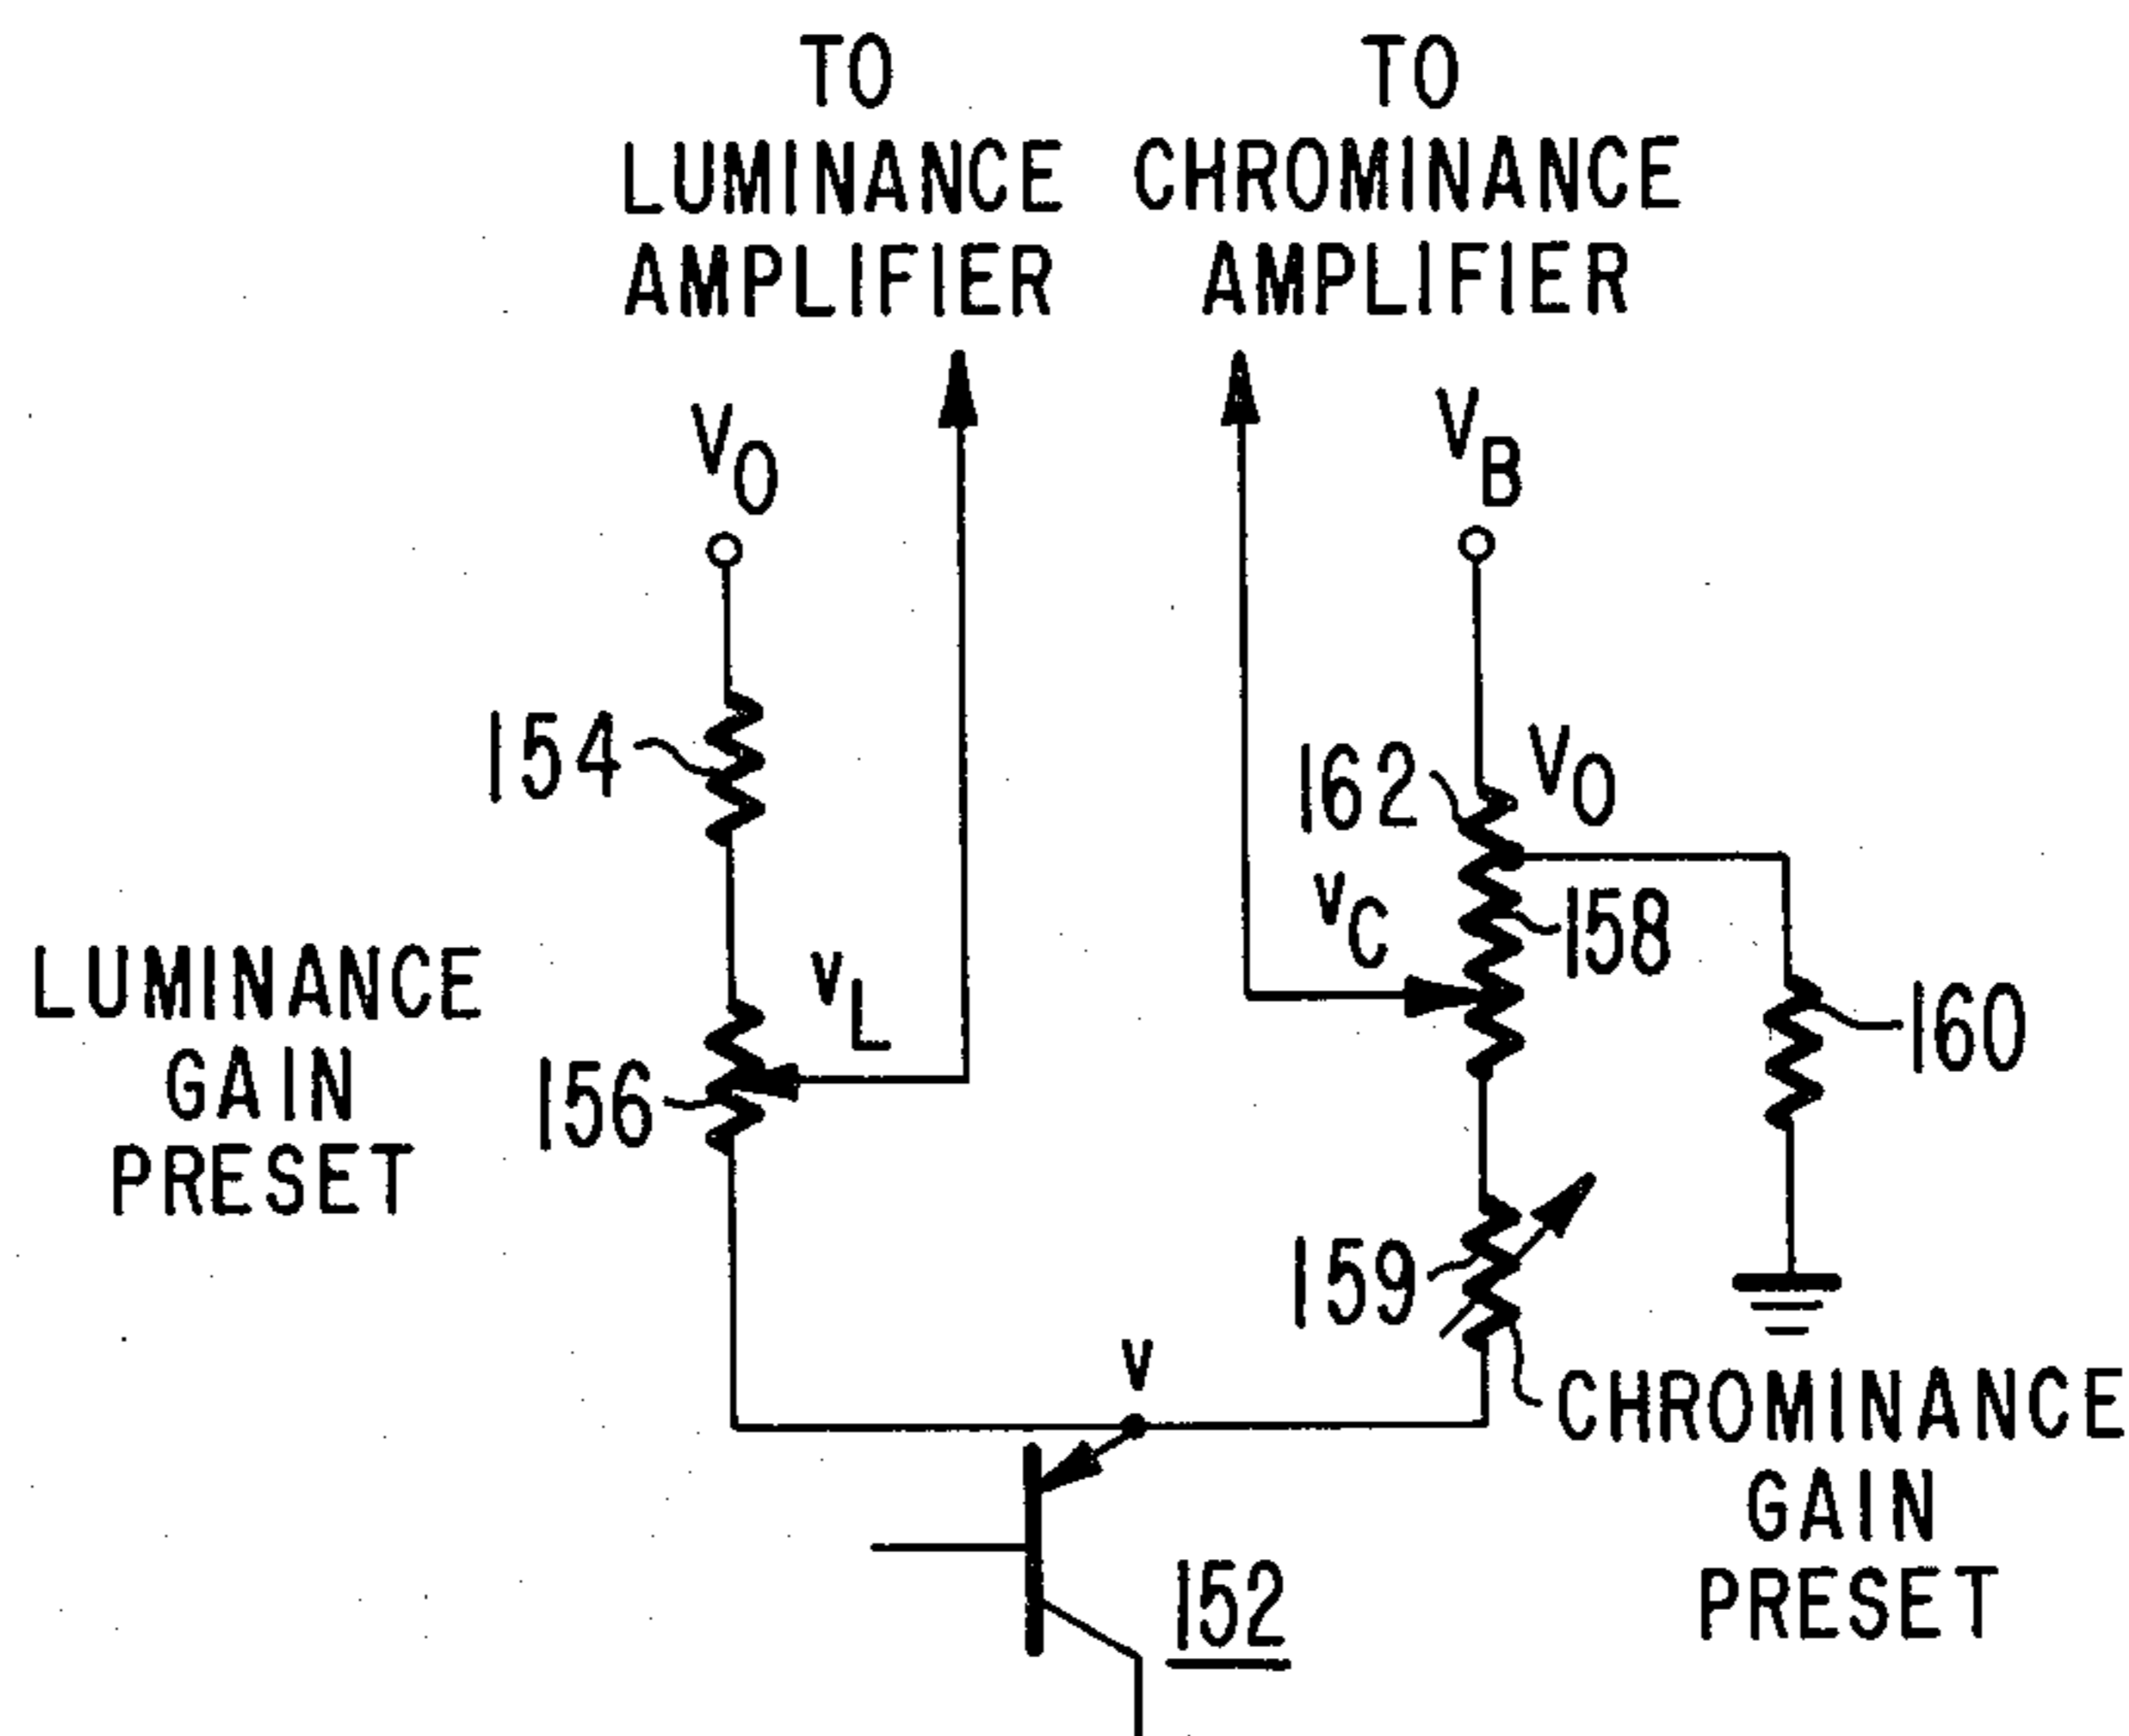 TO
LUMINANCE
AMPLIFIER
TO
CHROMINANCE
AMPLIFIER
VO
VB
154
162
VO
vC
158
LUMINANCE
GAIN
PRESET
vL
156
160
159
v
CHROMINANCE
GAIN
PRESET
152